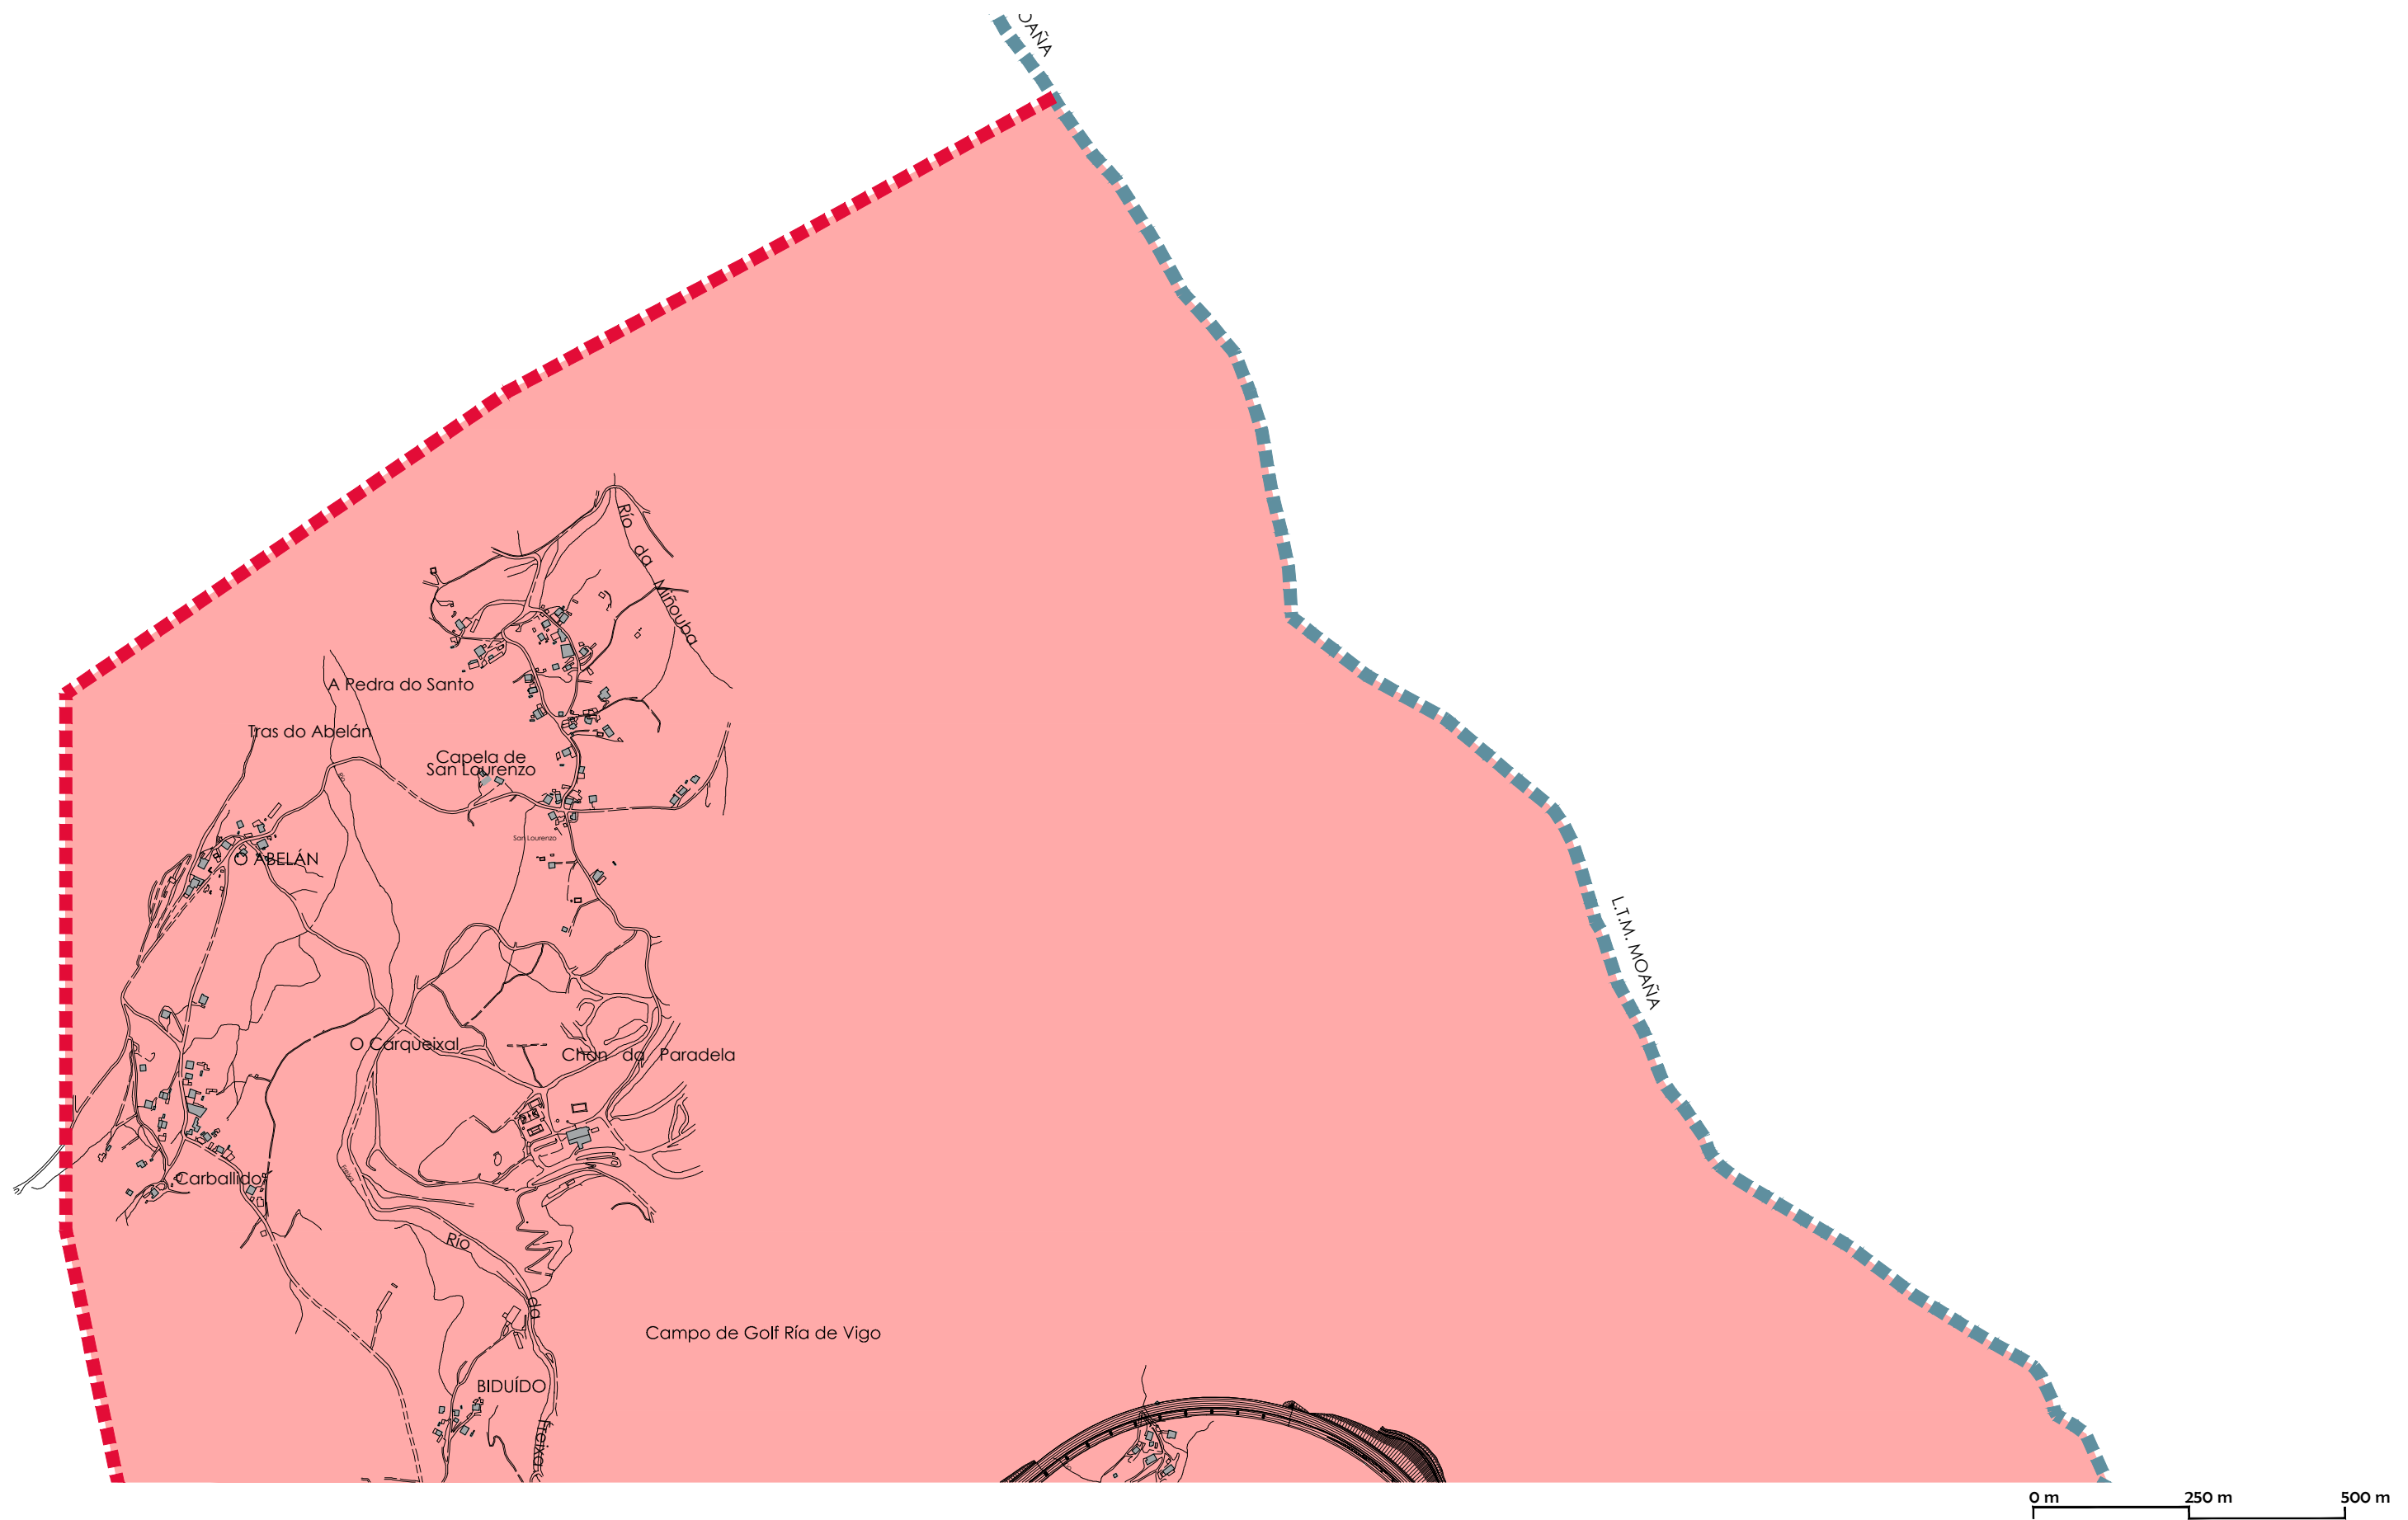 OAÑA
Río
da
Miñouba
A Pedra do Santo
Tras do Abelán
Capela de
San Lourenzo
Río
San Lourenzo
O ABELÁN
L.T.M. MOAÑA
O Carqueixal
Chan da Paradela
Carballido
Río
da
Freixa
Campo de Golf Ría de Vigo
BIDUÍDO
0 m
250 m
500 m